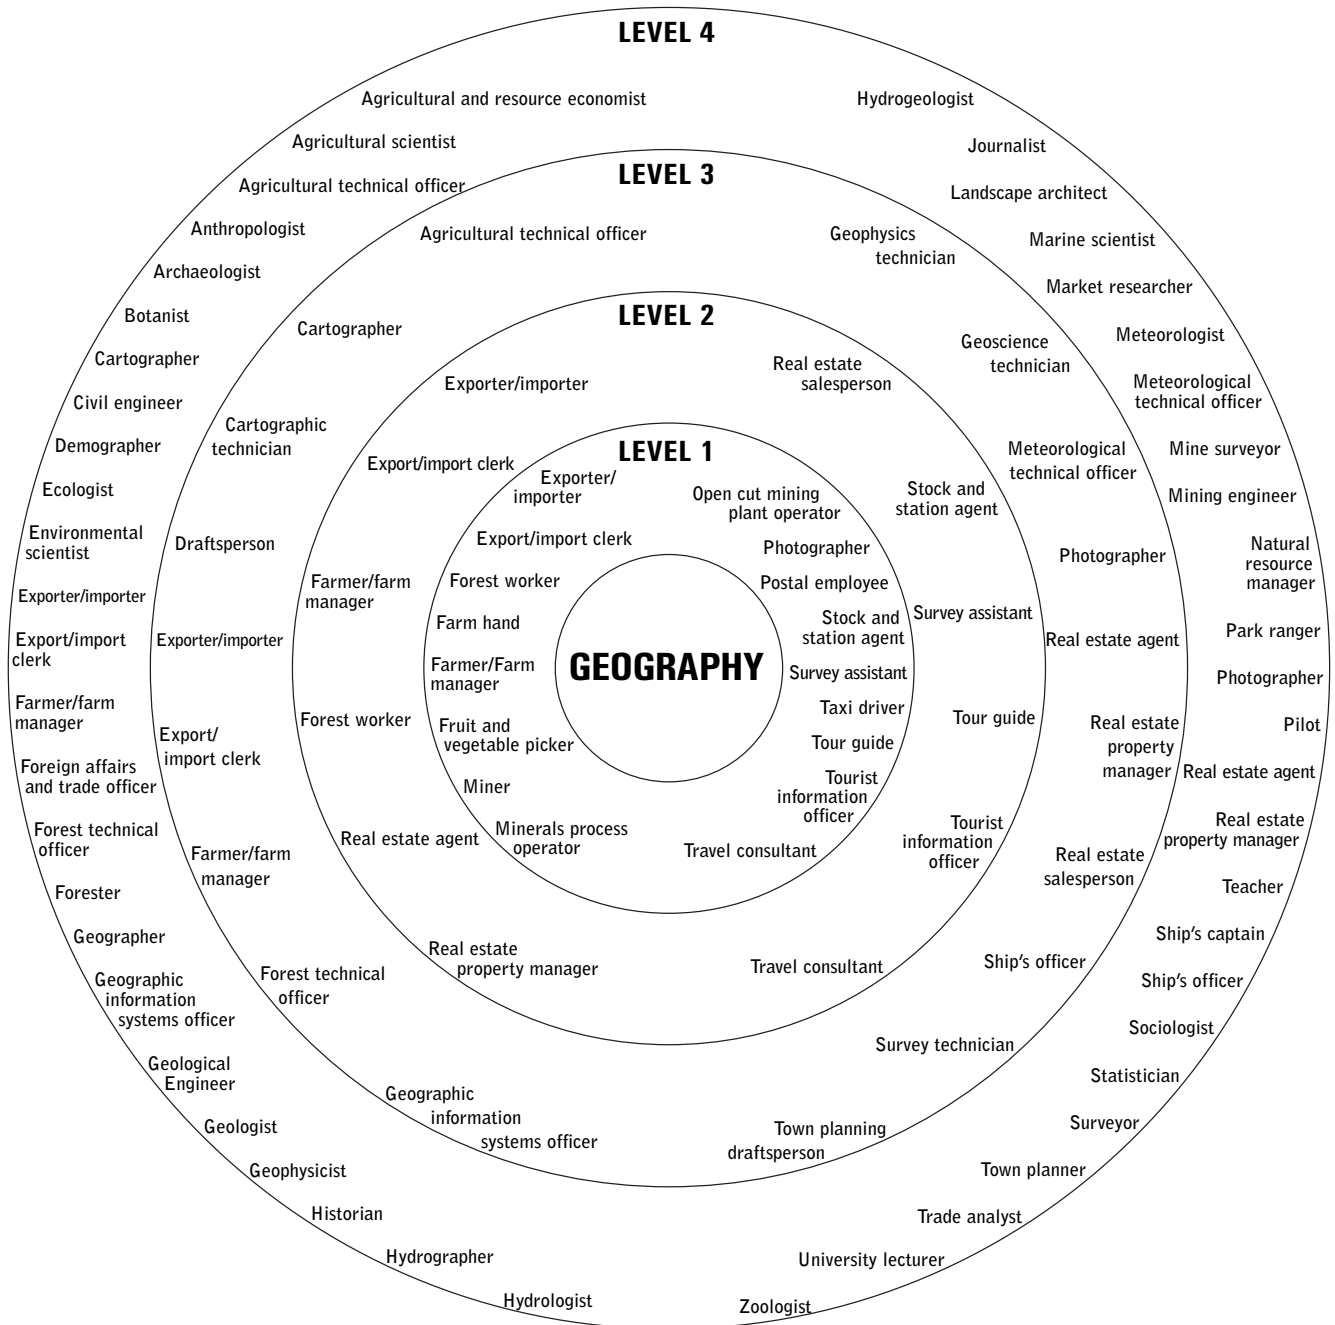 LEVEL 4
Agricultural and resource economist
Agricultural scientist
Agricultural technical officer
Anthropologist
Archaeologist
Botanist
Cartographer
Civil engineer
Demographer
Ecologist
Environmental
scientist
Exporter/importer
Export/import
clerk
Farmer/farm
manager
Foreign affairs
and trade officer
Forest technical
officer
Forester
Geographer
Geographic
information
systems officer
Geological
Engineer
Geologist
Geophysicist
Historian
Hydrographer
Hydrologist
Hydrogeologist
Journalist
Landscape architect
Marine scientist
Market researcher
Meteorologist
Meteorological
technical officer
Mine surveyor
Mining engineer
Natural
resource
manager
Park ranger
Photographer
Pilot
Real estate agent
Real estate
property manager
Teacher
Ship's captain
Ship's officer
Sociologist
Statistician
Surveyor
Town planner
Trade analyst
University lecturer
Zoologist
LEVEL 3
Agricultural technical officer
Cartographer
Cartographic
technician
Draftsperson
Exporter/importer
Export/
import clerk
Farmer/farm
manager
Forest technical
officer
Geographic
information
systems officer
Geophysics
technician
Geoscience
technician
Meteorological
technical officer
Photographer
Real estate agent
Real estate
property
manager
Real estate
salesperson
Ship's officer
Survey technician
Town planning
draftsperson
LEVEL 2
Exporter/importer
Export/import clerk
Farmer/farm
manager
Forest worker
Real estate agent
Real estate
property manager
Real estate
salesperson
Stock and
station agent
Survey assistant
Tour guide
Tourist
information
officer
Travel consultant
LEVEL 1
Exporter/
importer
Export/import clerk
Forest worker
Farm hand
Farmer/Farm
manager
Fruit and
vegetable picker
Miner
Minerals process
operator
Open cut mining
plant operator
Photographer
Postal employee
Stock and
station agent
Survey assistant
Taxi driver
Tour guide
Tourist
information
officer
Travel consultant
GEOGRAPHY